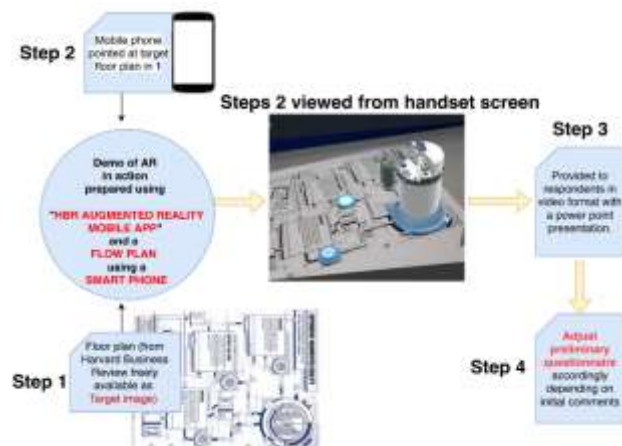 Step 2
Mobile phone
pointed at target
floor plan in 1
Steps 2 viewed from handset screen
Step 3
Provided to
respondents in
video format with
a power point
presentation.
Demo of AR
in action
prepared using
"HBR AUGMENTED REALITY
MOBILE APP"
and a
FLOW PLAN
using a
SMART PHONE
Step 1
Floor plan (from
Harvard Business
Review freely
available as
Target image)
Step 4
Adjust
preliminary
questionnaire
accordingly
depending on
initial comments